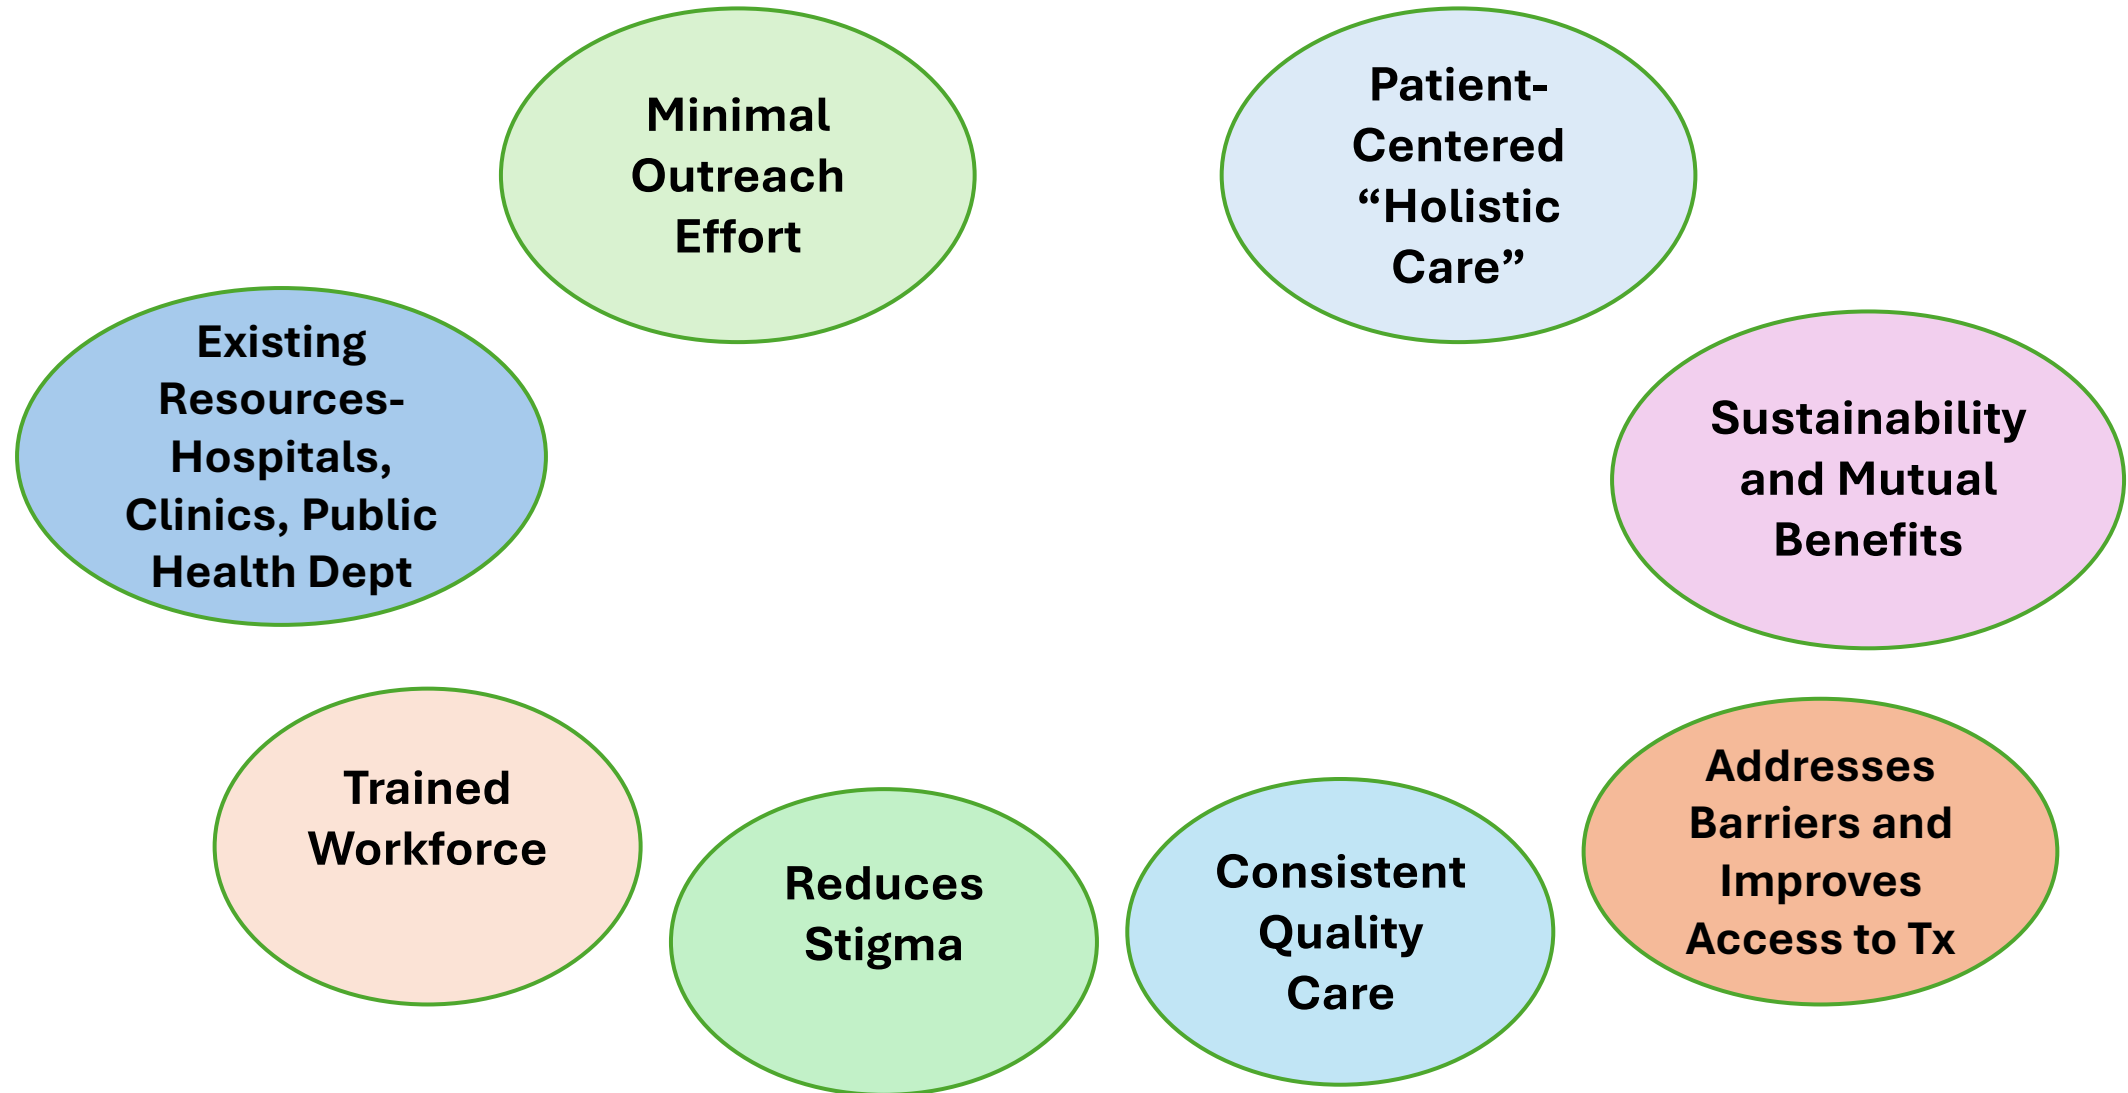 Minimal
Outreach
Effort
Patient-
Centered
“Holistic
Care”
Existing
Resources-
Hospitals,
Clinics, Public
Health Dept
Sustainability
and Mutual
Benefits
Trained
Workforce
Reduces
Stigma
Consistent
Quality
Care
Addresses
Barriers and
Improves
Access to Tx